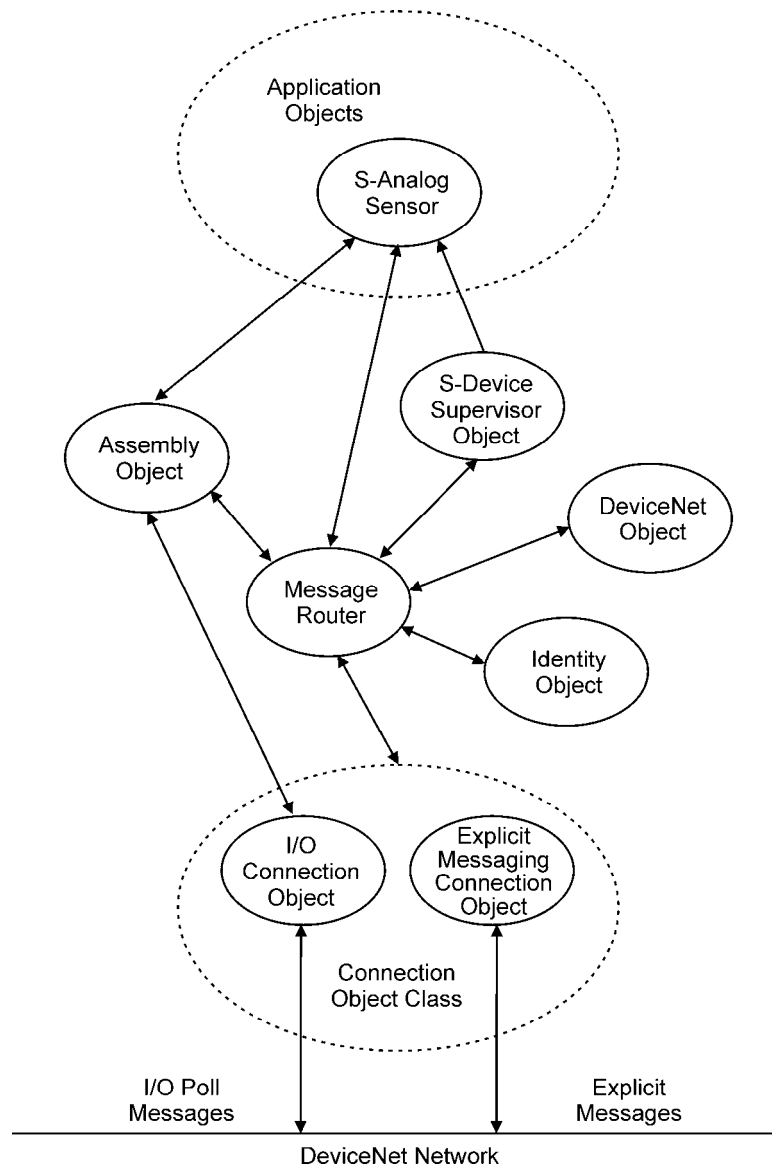 Application
Objects
S-Analog
Sensor
S-Device
Supervisor
Object
Assembly
Object
DeviceNet
Object
Message
Router
Identity
Object
I/O
Connection
Object
Explicit
Messaging
Connection
Object
Connection
Object Class
I/O Poll
Messages
Explicit
Messages
DeviceNet Network